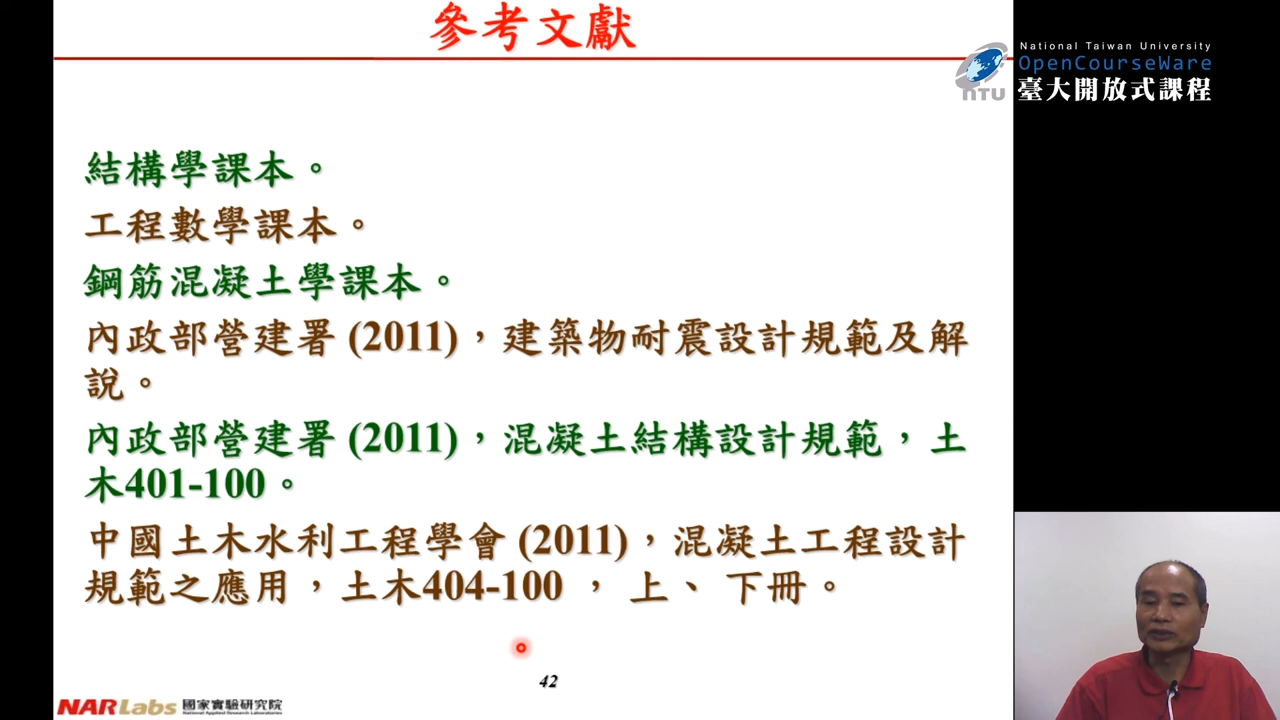 參考文獻
National Taiwan University
OpenCourseWare
NTU
臺大開放式課程
結構學課本。
工程數學課本。
鋼筋混凝土學課本。
內政部營建署 (2011)，建築物耐震設計規範及解
說。
內政部營建署 (2011)，混凝土結構設計規範，土
木401-100。
中國土木水利工程學會 (2011)，混凝土工程設計
規範之應用，土木404-100 ， 上、 下冊。
42
NARLabs 國家實驗研究院
National Applied Research Laboratories